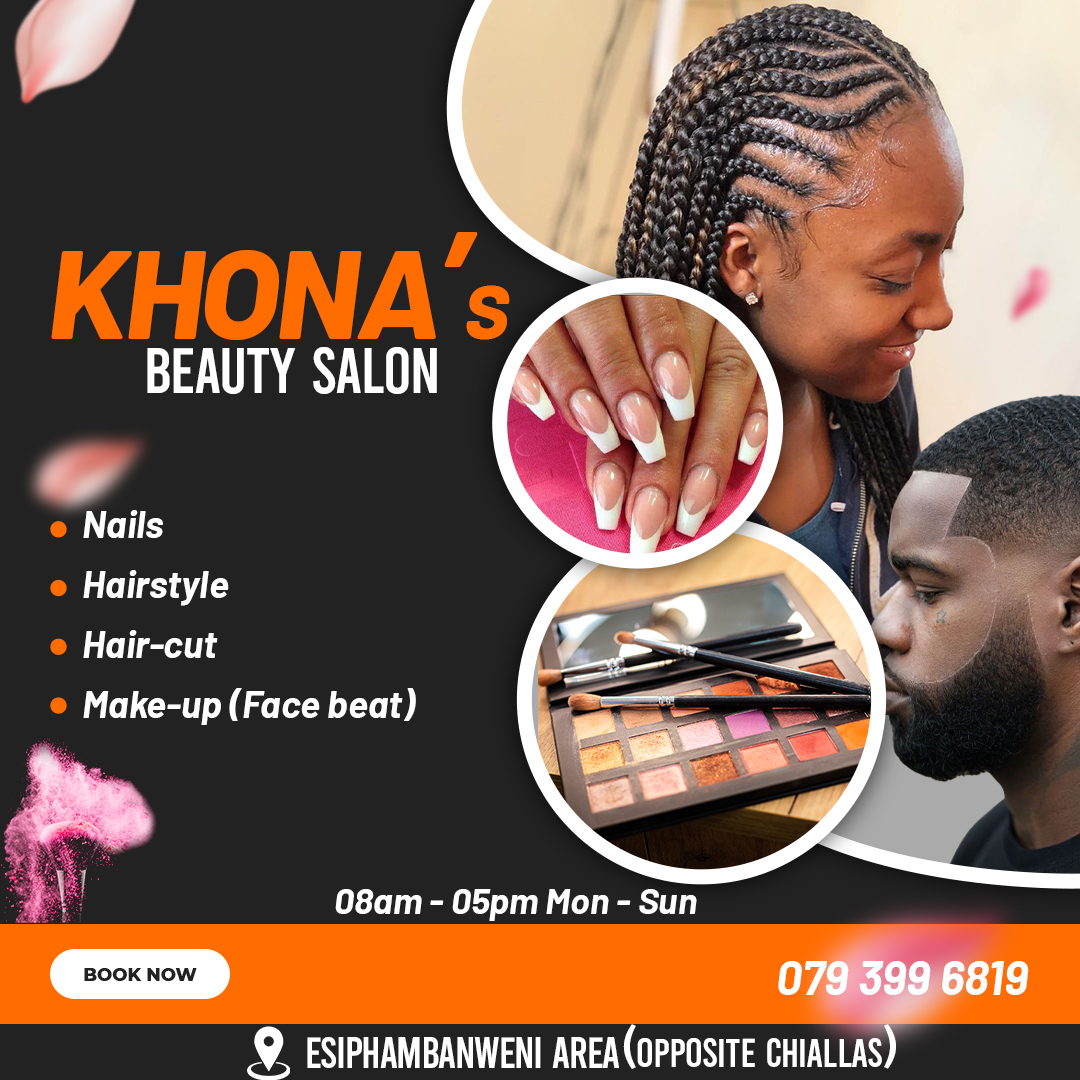 KHONA's
BEAUTY SALON
Nails
Hairstyle
Hair-cut
Make-up (Face beat)
08am - 05pm Mon - Sun
BOOK NOW
079 399 6819
ESIPHAMBANWENI AREA (OPPOSITE CHIALLAS)